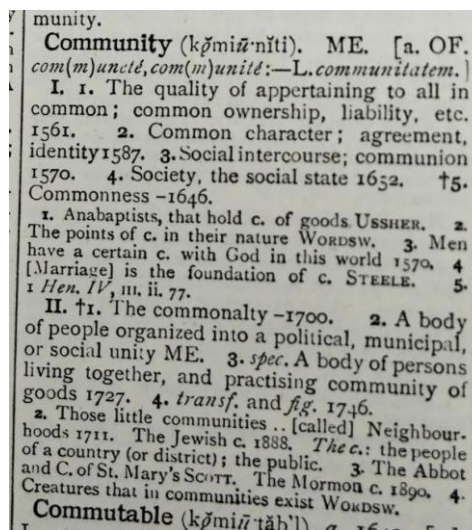 munity.
Community (kǫ̆miū·nĭti). ME. [a. OF.
com(m)uneté, com(m)unité:—L. communitatem.]
I. 1. The quality of appertaining to all in
common; common ownership, liability, etc.
1561. 2. Common character; agreement,
identity 1587. 3. Social intercourse; communion
1570. 4. Society, the social state 1652. †5.
Commonness –1646.
1. Anabaptists, that hold c. of goods USSHER. 2.
The points of c. in their nature WORDSW. 3. Men
have a certain c. with God in this world 1570. 4
[Marriage] is the foundation of c. STEELE. 5.
1 Hen. IV, III. ii. 77.
II. †1. The commonalty –1700. 2. A body
of people organized into a political, municipal,
or social unity ME. 3. spec. A body of persons
living together, and practising community of
goods 1727. 4. transf. and fig. 1746.
2. Those little communities .. [called] Neighbour-
hoods 1711. The Jewish c. 1888. The c.: the people
of a country (or district); the public. 3. The Abbot
and C. of St. Mary's SCOTT. The Mormon c. 1890. 4.
Creatures that in communities exist WORDSW.
Commutable (kǫ̆miū·tăb'l)